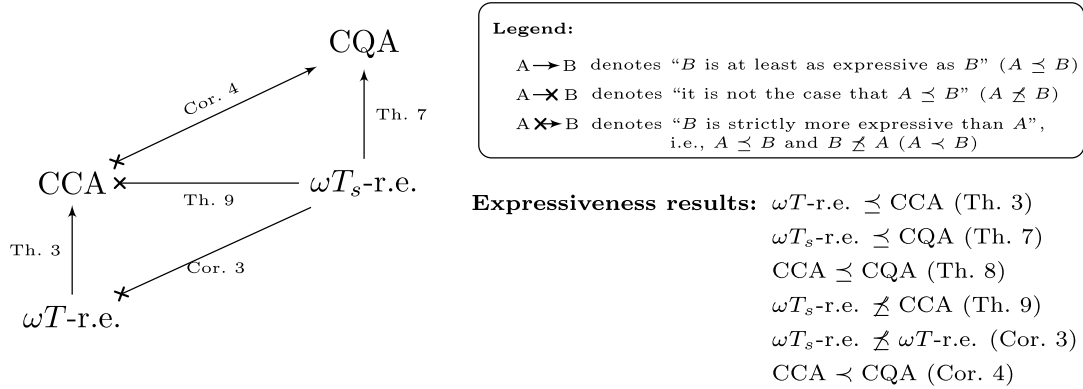 CQA
Cor. 4
Th. 7
CCA
Th. 9
ωTₛ-r.e.
Th. 3
Cor. 3
ωT-r.e.
Legend:
A → B denotes “B is at least as expressive as B” (A ⪯ B)
A —✕ B denotes “it is not the case that A ⪯ B” (A ⪯̸ B)
A ✕→ B denotes “B is strictly more expressive than A”,
i.e., A ⪯ B and B ⪯̸ A (A ≺ B)
Expressiveness results: ωT-r.e. ⪯ CCA (Th. 3)
ωTₛ-r.e. ⪯ CQA (Th. 7)
CCA ⪯ CQA (Th. 8)
ωTₛ-r.e. ⪯̸ CCA (Th. 9)
ωTₛ-r.e. ⪯̸ ωT-r.e. (Cor. 3)
CCA ≺ CQA (Cor. 4)